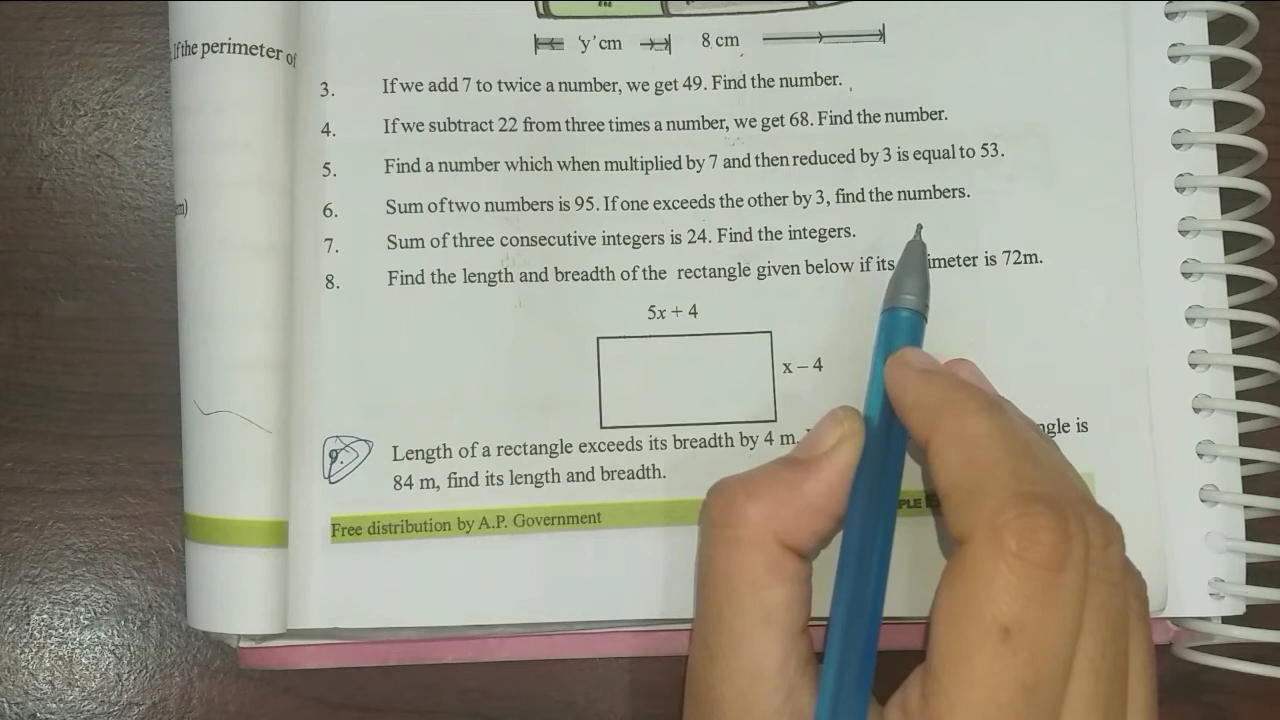 If the perimeter of
m)
'y' cm 8 cm
3. If we add 7 to twice a number, we get 49. Find the number.
4. If we subtract 22 from three times a number, we get 68. Find the number.
5. Find a number which when multiplied by 7 and then reduced by 3 is equal to 53.
6. Sum of two numbers is 95. If one exceeds the other by 3, find the numbers.
7. Sum of three consecutive integers is 24. Find the integers.
8. Find the length and breadth of the rectangle given below if its imeter is 72m.
5x + 4
x – 4
9. Length of a rectangle exceeds its breadth by 4 m. ngle is
84 m, find its length and breadth.
Free distribution by A.P. Government PLE